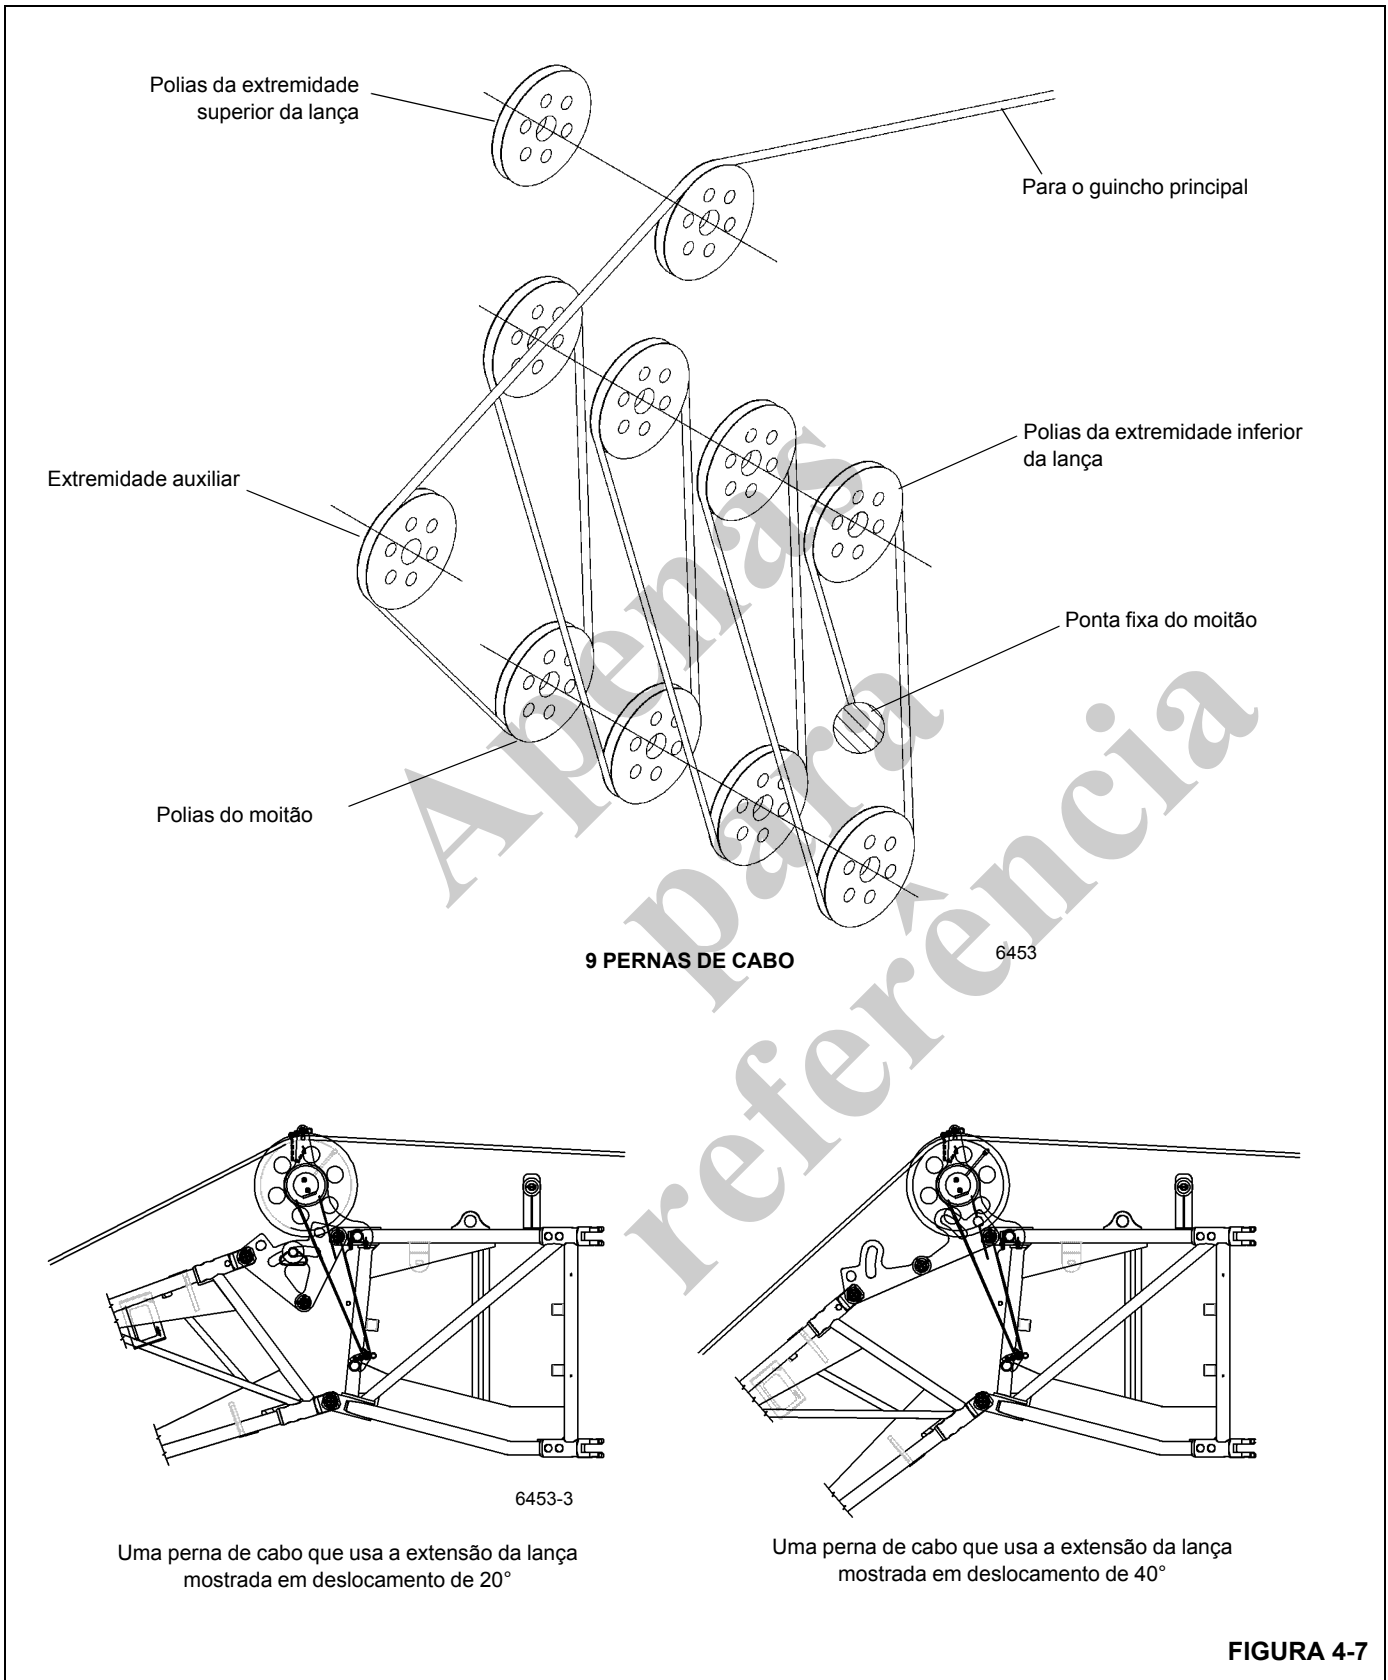 Polias da extremidade
superior da lança
Para o guincho principal
Polias da extremidade inferior
da lança
Extremidade auxiliar
Ponta fixa do moitão
Polias do moitão
Apenas
para
referência
9 PERNAS DE CABO
6453
6453-3
Uma perna de cabo que usa a extensão da lança
mostrada em deslocamento de 20°
Uma perna de cabo que usa a extensão da lança
mostrada em deslocamento de 40°
FIGURA 4-7